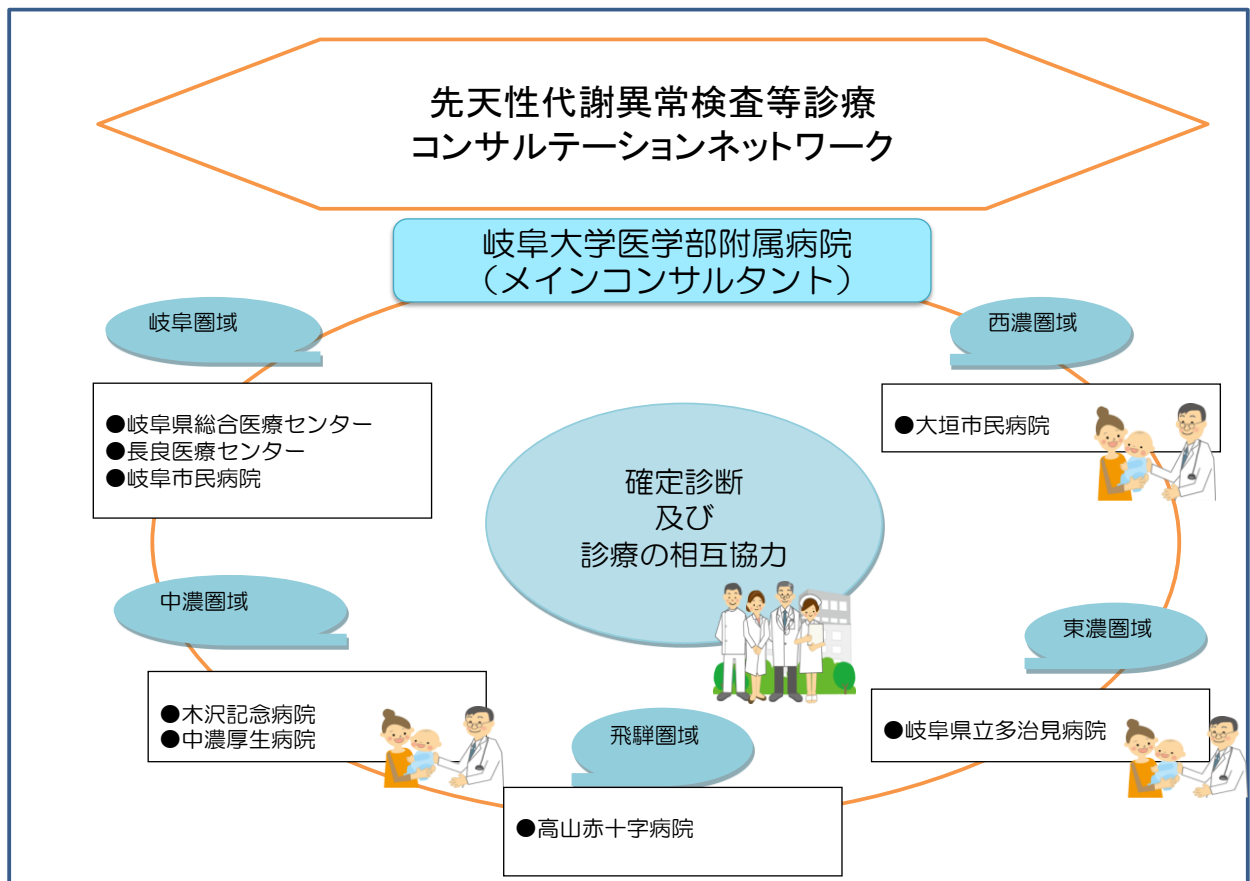 先天性代謝異常検査等診療
コンサルテーションネットワーク
岐阜大学医学部附属病院
（メインコンサルタント）
岐阜圏域
●岐阜県総合医療センター
●長良医療センター
●岐阜市民病院
西濃圏域
●大垣市民病院
確定診断
及び
診療の相互協力
中濃圏域
●木沢記念病院
●中濃厚生病院
飛騨圏域
●高山赤十字病院
東濃圏域
●岐阜県立多治見病院